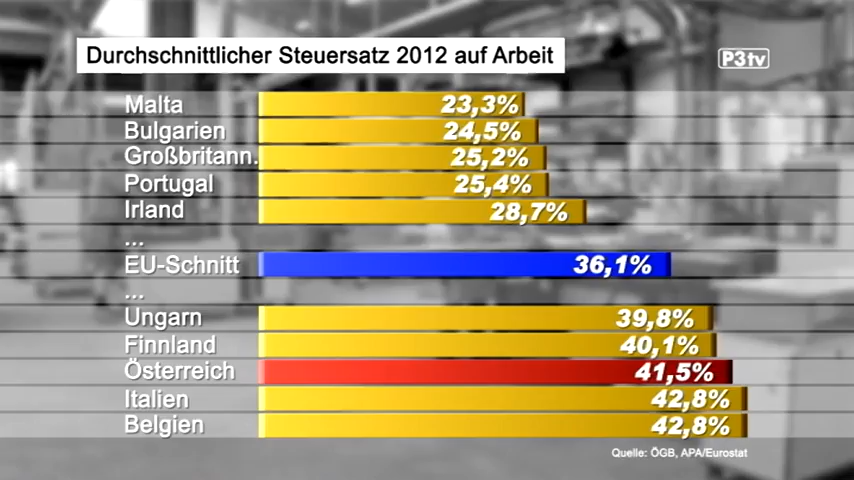 Durchschnittlicher Steuersatz 2012 auf Arbeit
P3tv
Malta 23,3%
Bulgarien 24,5%
Großbritann. 25,2%
Portugal 25,4%
Irland 28,7%
...
EU-Schnitt 36,1%
...
Ungarn 39,8%
Finnland 40,1%
Österreich 41,5%
Italien 42,8%
Belgien 42,8%
Quelle: ÖGB, APA/Eurostat